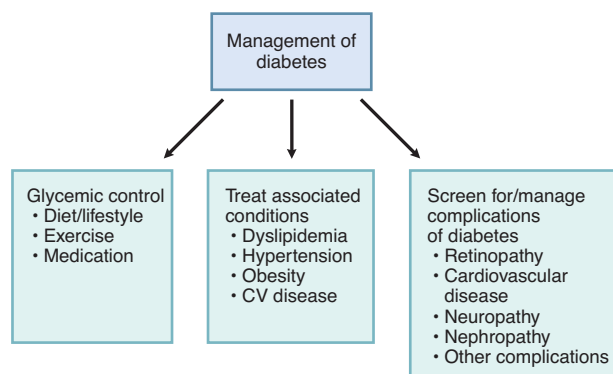 Management of
diabetes
Glycemic control
• Diet/lifestyle
• Exercise
• Medication
Treat associated
conditions
• Dyslipidemia
• Hypertension
• Obesity
• CV disease
Screen for/manage
complications
of diabetes
• Retinopathy
• Cardiovascular
disease
• Neuropathy
• Nephropathy
• Other complications